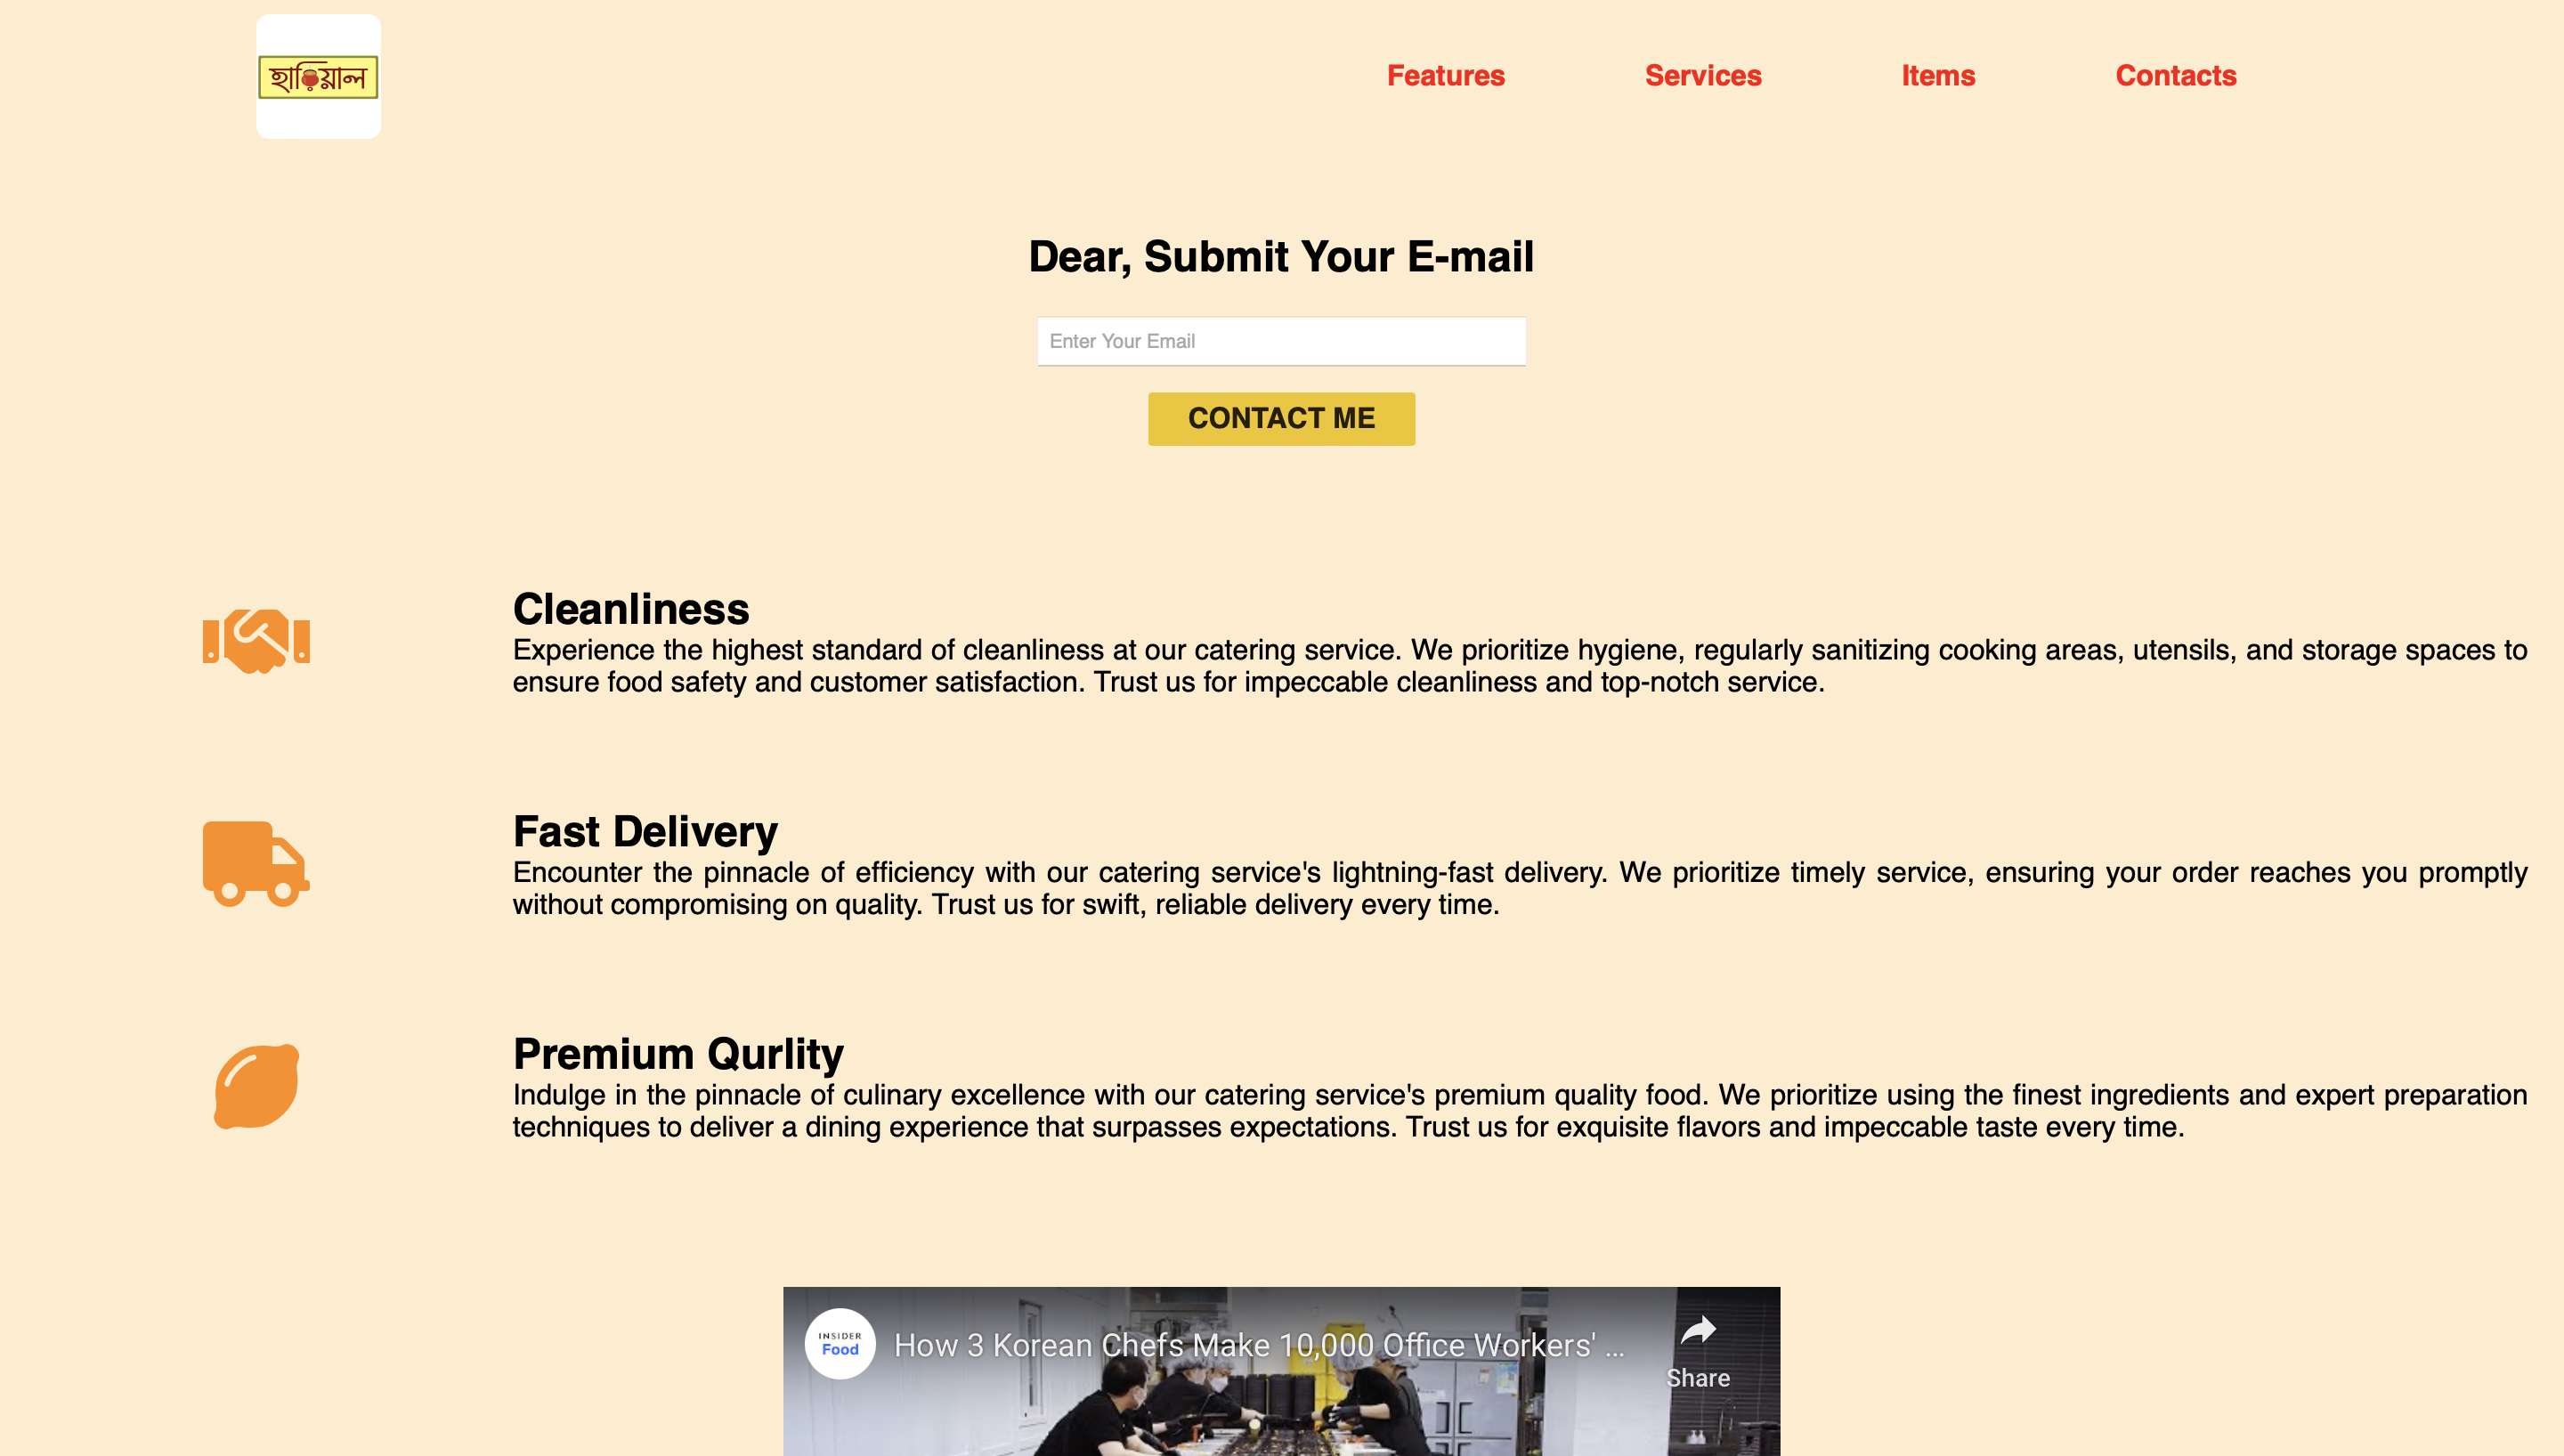 হাড়িয়াল
Features Services Items Contacts
Dear, Submit Your E-mail
Enter Your Email
CONTACT ME
Cleanliness
Experience the highest standard of cleanliness at our catering service. We prioritize hygiene, regularly sanitizing cooking areas, utensils, and storage spaces to
ensure food safety and customer satisfaction. Trust us for impeccable cleanliness and top-notch service.
Fast Delivery
Encounter the pinnacle of efficiency with our catering service's lightning-fast delivery. We prioritize timely service, ensuring your order reaches you promptly
without compromising on quality. Trust us for swift, reliable delivery every time.
Premium Qurlity
Indulge in the pinnacle of culinary excellence with our catering service's premium quality food. We prioritize using the finest ingredients and expert preparation
techniques to deliver a dining experience that surpasses expectations. Trust us for exquisite flavors and impeccable taste every time.
INSIDER
Food
How 3 Korean Chefs Make 10,000 Office Workers' ...
Share